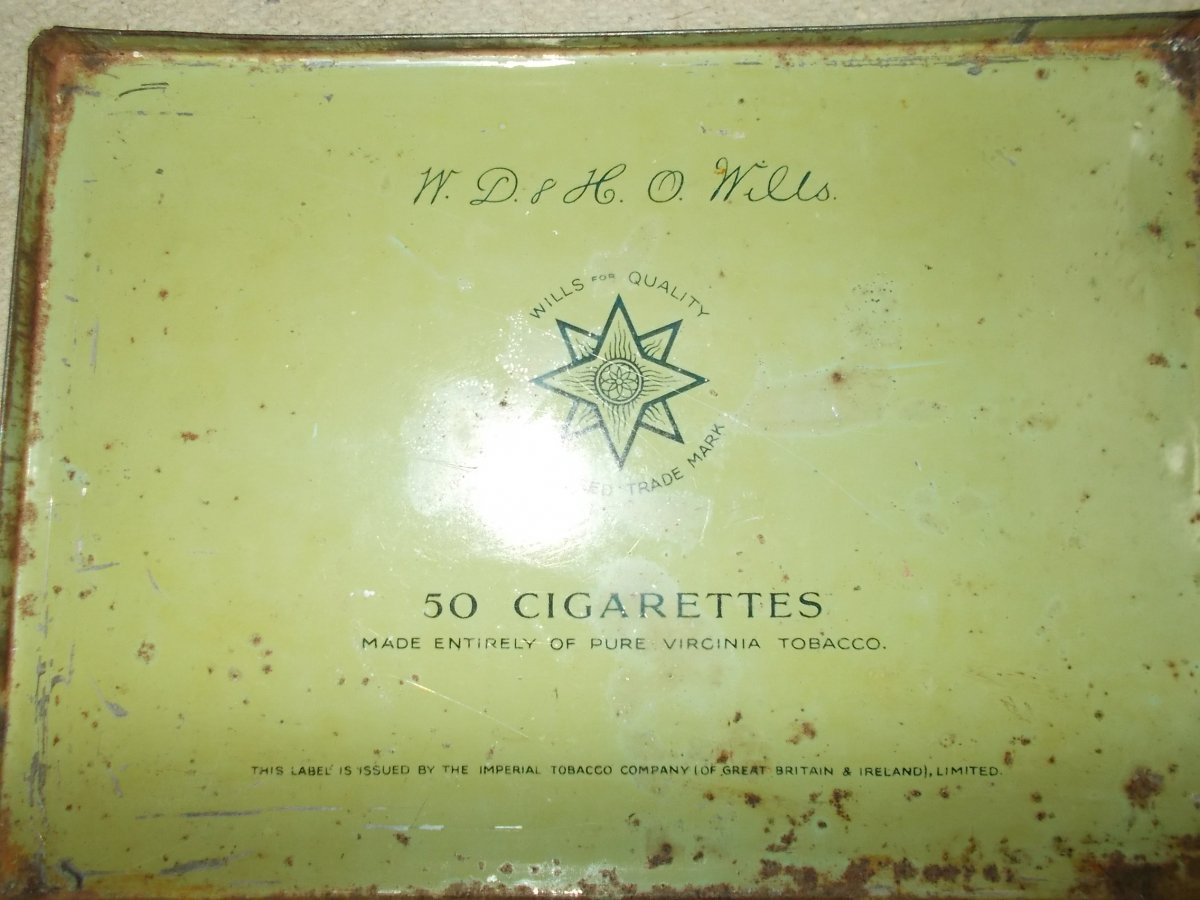 W. D. & H. O. Wills.
WILLS FOR QUALITY
TRADE MARK
50 CIGARETTES
MADE ENTIRELY OF PURE VIRGINIA TOBACCO.
THIS LABEL IS ISSUED BY THE IMPERIAL TOBACCO COMPANY (OF GREAT BRITAIN & IRELAND), LIMITED.